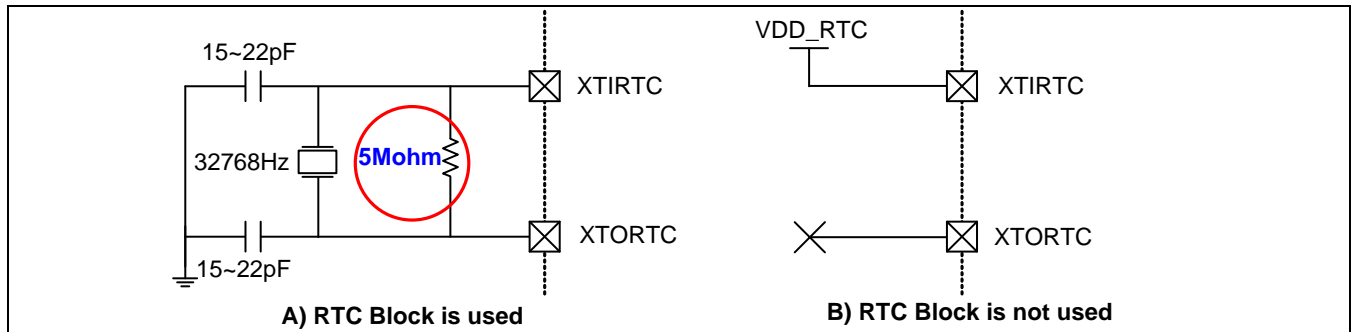 15~22pF
XTIRTC
32768Hz
5Mohm
XTORTC
15~22pF
A) RTC Block is used
VDD_RTC
XTIRTC
XTORTC
B) RTC Block is not used